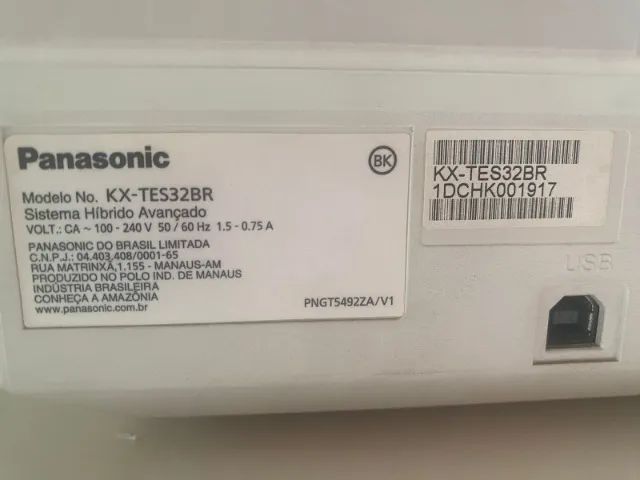 Panasonic
BK
Modelo No. KX-TES32BR
Sistema Híbrido Avançado
VOLT.: CA ~ 100 - 240 V 50 / 60 Hz 1.5 - 0.75 A
PANASONIC DO BRASIL LIMITADA
C.N.P.J.: 04.403.408/0001-65
RUA MATRINXÃ,1.155 - MANAUS-AM
PRODUZIDO NO POLO IND. DE MANAUS
INDÚSTRIA BRASILEIRA
CONHEÇA A AMAZÔNIA
www.panasonic.com.br
PNGT5492ZA/V1
KX-TES32BR
1DCHK001917
USB